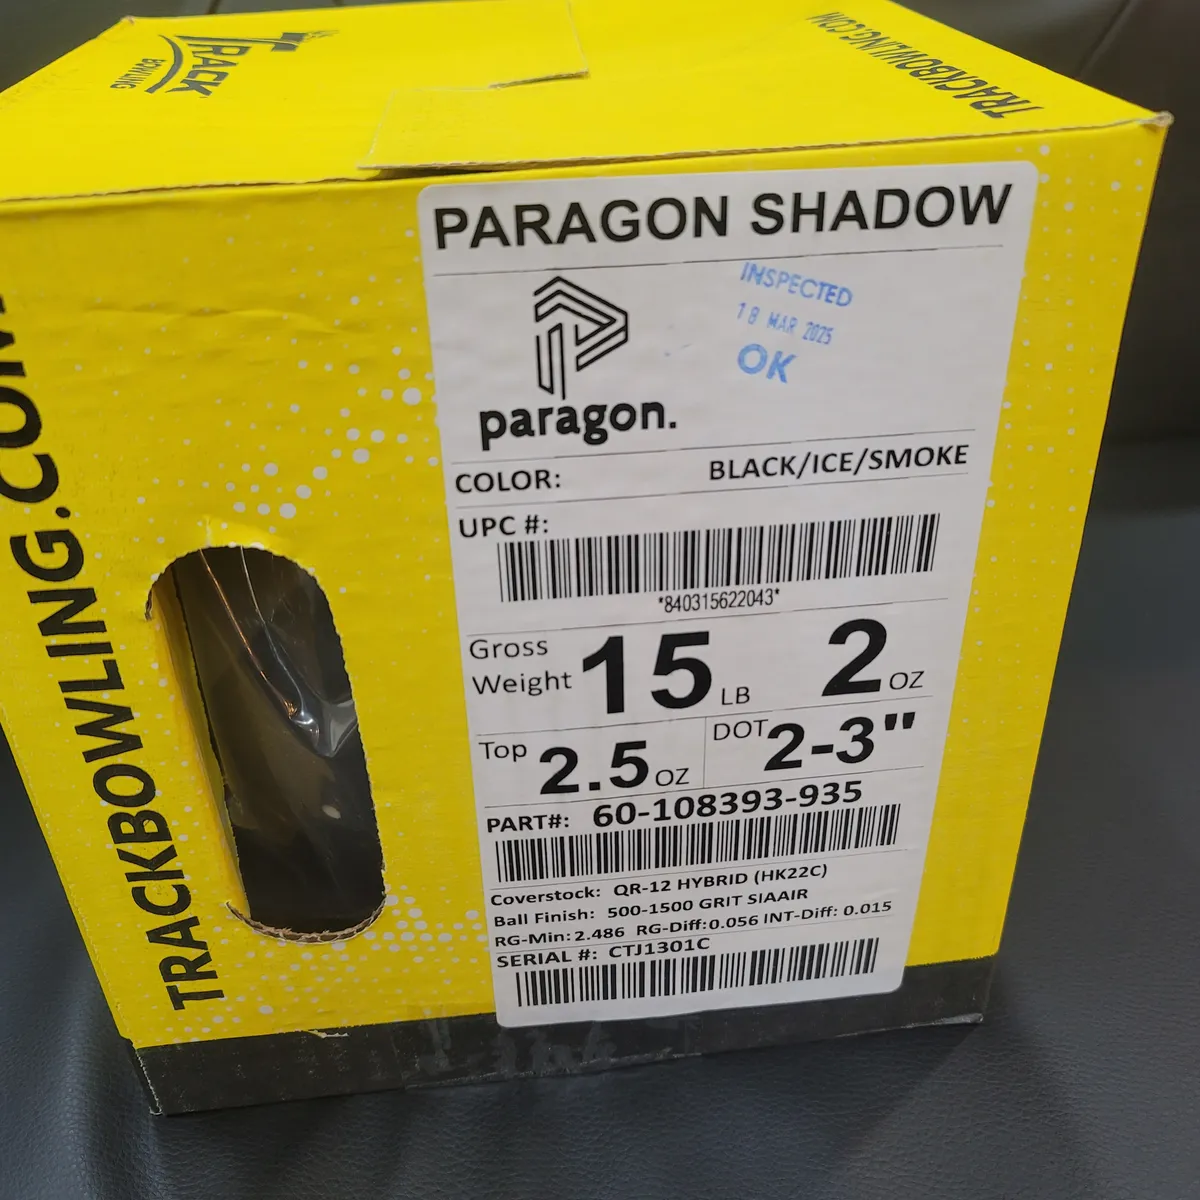 TRACK
BOWLING
TRACKBOWLING.COM
TRACKBOWLING.COM
PARAGON SHADOW
INSPECTED
18 MAR 2025
OK
paragon.
COLOR: BLACK/ICE/SMOKE
UPC #:
*840315622043*
Gross Weight 15 LB 2 OZ
Top 2.5 OZ DOT 2-3"
PART#: 60-108393-935
Coverstock: QR-12 HYBRID (HK22C)
Ball Finish: 500-1500 GRIT SIAAIR
RG-Min: 2.486 RG-Diff: 0.056 INT-Diff: 0.015
SERIAL #: CTJ1301C